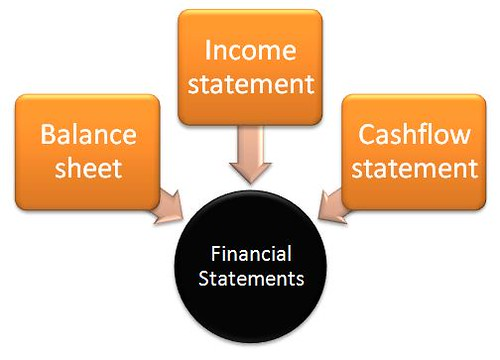 Income
statement
Balance
sheet
Cashflow
statement
Financial
Statements